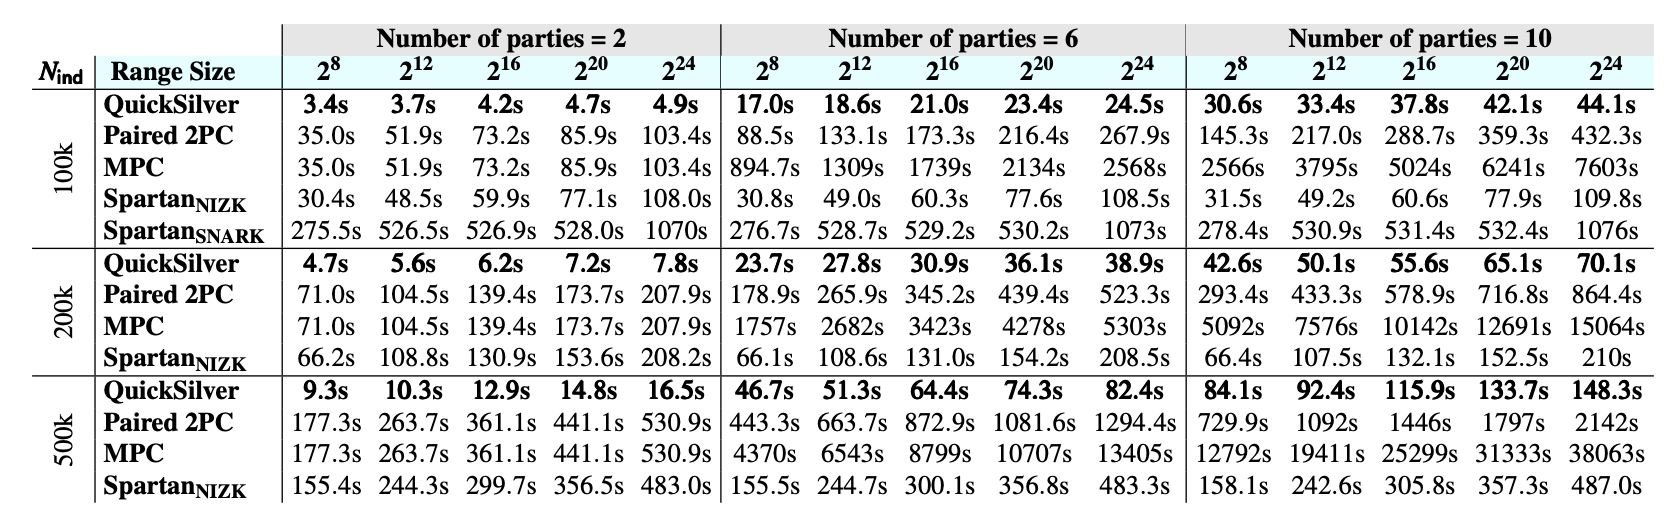 Number of parties = 2 Number of parties = 6 Number of parties = 10
Nind Range Size 2^8 2^12 2^16 2^20 2^24 2^8 2^12 2^16 2^20 2^24 2^8 2^12 2^16 2^20 2^24
100k
QuickSilver 3.4s 3.7s 4.2s 4.7s 4.9s 17.0s 18.6s 21.0s 23.4s 24.5s 30.6s 33.4s 37.8s 42.1s 44.1s
Paired 2PC 35.0s 51.9s 73.2s 85.9s 103.4s 88.5s 133.1s 173.3s 216.4s 267.9s 145.3s 217.0s 288.7s 359.3s 432.3s
MPC 35.0s 51.9s 73.2s 85.9s 103.4s 894.7s 1309s 1739s 2134s 2568s 2566s 3795s 5024s 6241s 7603s
SpartanNIZK 30.4s 48.5s 59.9s 77.1s 108.0s 30.8s 49.0s 60.3s 77.6s 108.5s 31.5s 49.2s 60.6s 77.9s 109.8s
SpartanSNARK 275.5s 526.5s 526.9s 528.0s 1070s 276.7s 528.7s 529.2s 530.2s 1073s 278.4s 530.9s 531.4s 532.4s 1076s
200k
QuickSilver 4.7s 5.6s 6.2s 7.2s 7.8s 23.7s 27.8s 30.9s 36.1s 38.9s 42.6s 50.1s 55.6s 65.1s 70.1s
Paired 2PC 71.0s 104.5s 139.4s 173.7s 207.9s 178.9s 265.9s 345.2s 439.4s 523.3s 293.4s 433.3s 578.9s 716.8s 864.4s
MPC 71.0s 104.5s 139.4s 173.7s 207.9s 1757s 2682s 3423s 4278s 5303s 5092s 7576s 10142s 12691s 15064s
SpartanNIZK 66.2s 108.8s 130.9s 153.6s 208.2s 66.1s 108.6s 131.0s 154.2s 208.5s 66.4s 107.5s 132.1s 152.5s 210s
500k
QuickSilver 9.3s 10.3s 12.9s 14.8s 16.5s 46.7s 51.3s 64.4s 74.3s 82.4s 84.1s 92.4s 115.9s 133.7s 148.3s
Paired 2PC 177.3s 263.7s 361.1s 441.1s 530.9s 443.3s 663.7s 872.9s 1081.6s 1294.4s 729.9s 1092s 1446s 1797s 2142s
MPC 177.3s 263.7s 361.1s 441.1s 530.9s 4370s 6543s 8799s 10707s 13405s 12792s 19411s 25299s 31333s 38063s
SpartanNIZK 155.4s 244.3s 299.7s 356.5s 483.0s 155.5s 244.7s 300.1s 356.8s 483.3s 158.1s 242.6s 305.8s 357.3s 487.0s